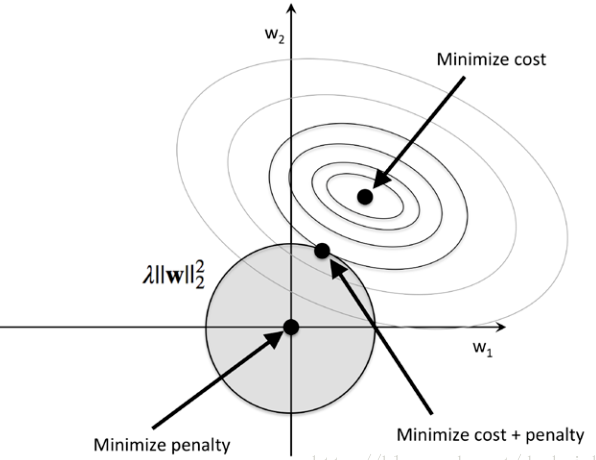 w₂
Minimize cost
λ||w||₂²
w₁
Minimize cost + penalty
Minimize penalty